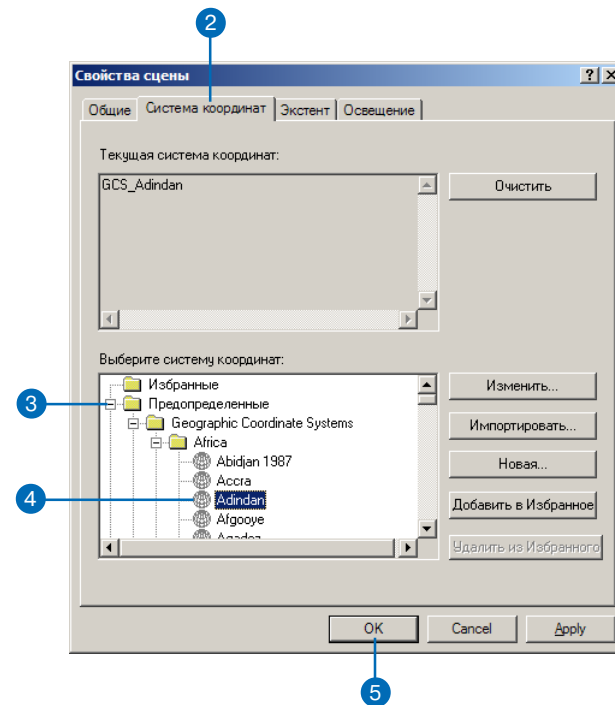 2
Свойства сцены
Общие Система координат Экстент Освещение
Текущая система координат:
GCS_Adindan
Очистить
Выберите систему координат:
Избранные
Изменить...
3
Предопределенные
Geographic Coordinate Systems
Импортировать...
Africa
Abidjan 1987
Новая...
Accra
4
Adindan
Добавить в Избранное
Afgooye
Agadez
Удалить из Избранного
OK Cancel Apply
5